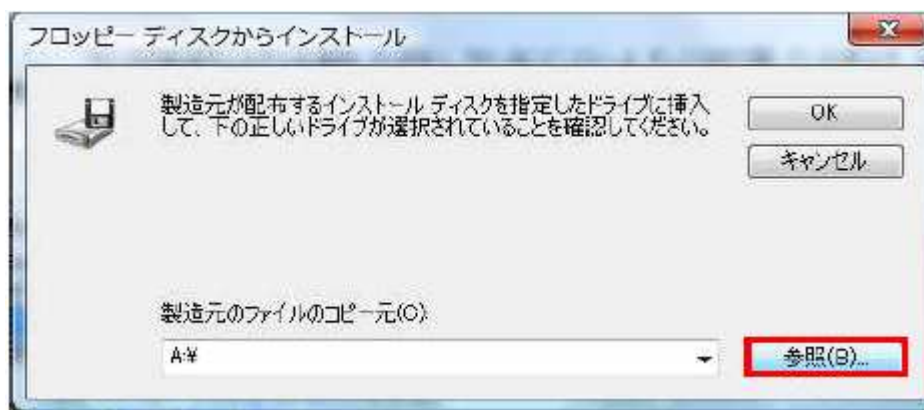 フロッピー ディスクからインストール
製造元が配布するインストール ディスクを指定したドライブに挿入
して、下の正しいドライブが選択されていることを確認してください。
OK
キャンセル
製造元のファイルのコピー元(C)
A:¥
参照(B)...